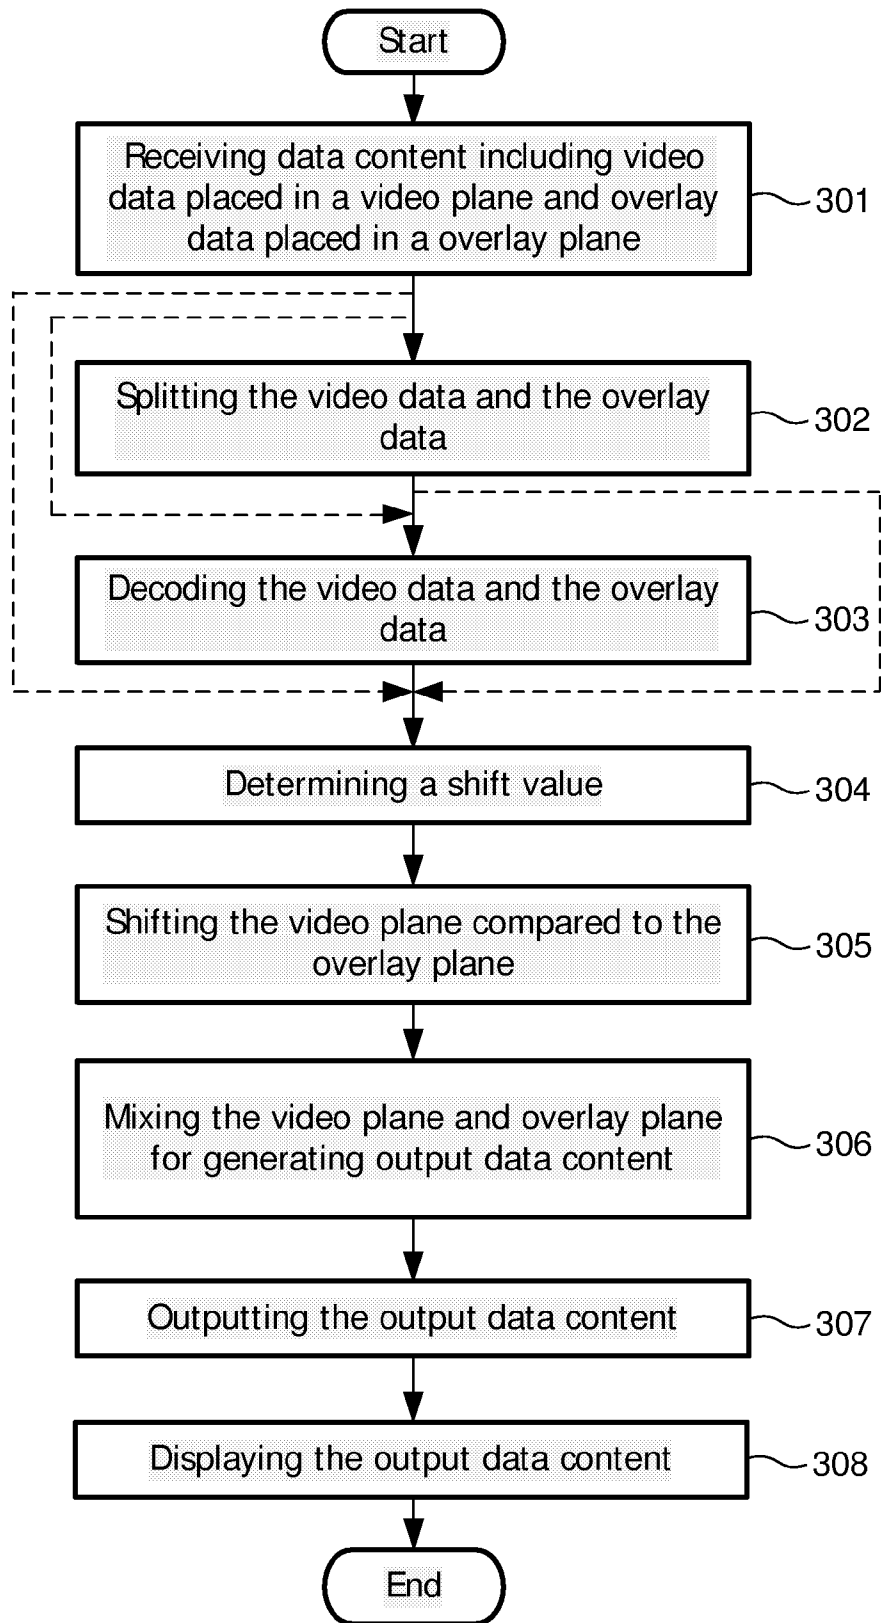 Start
Receiving data content including video
data placed in a video plane and overlay
data placed in a overlay plane
301
Splitting the video data and the overlay
data
302
Decoding the video data and the overlay
data
303
Determining a shift value
304
Shifting the video plane compared to the
overlay plane
305
Mixing the video plane and overlay plane
for generating output data content
306
Outputting the output data content
307
Displaying the output data content
308
End